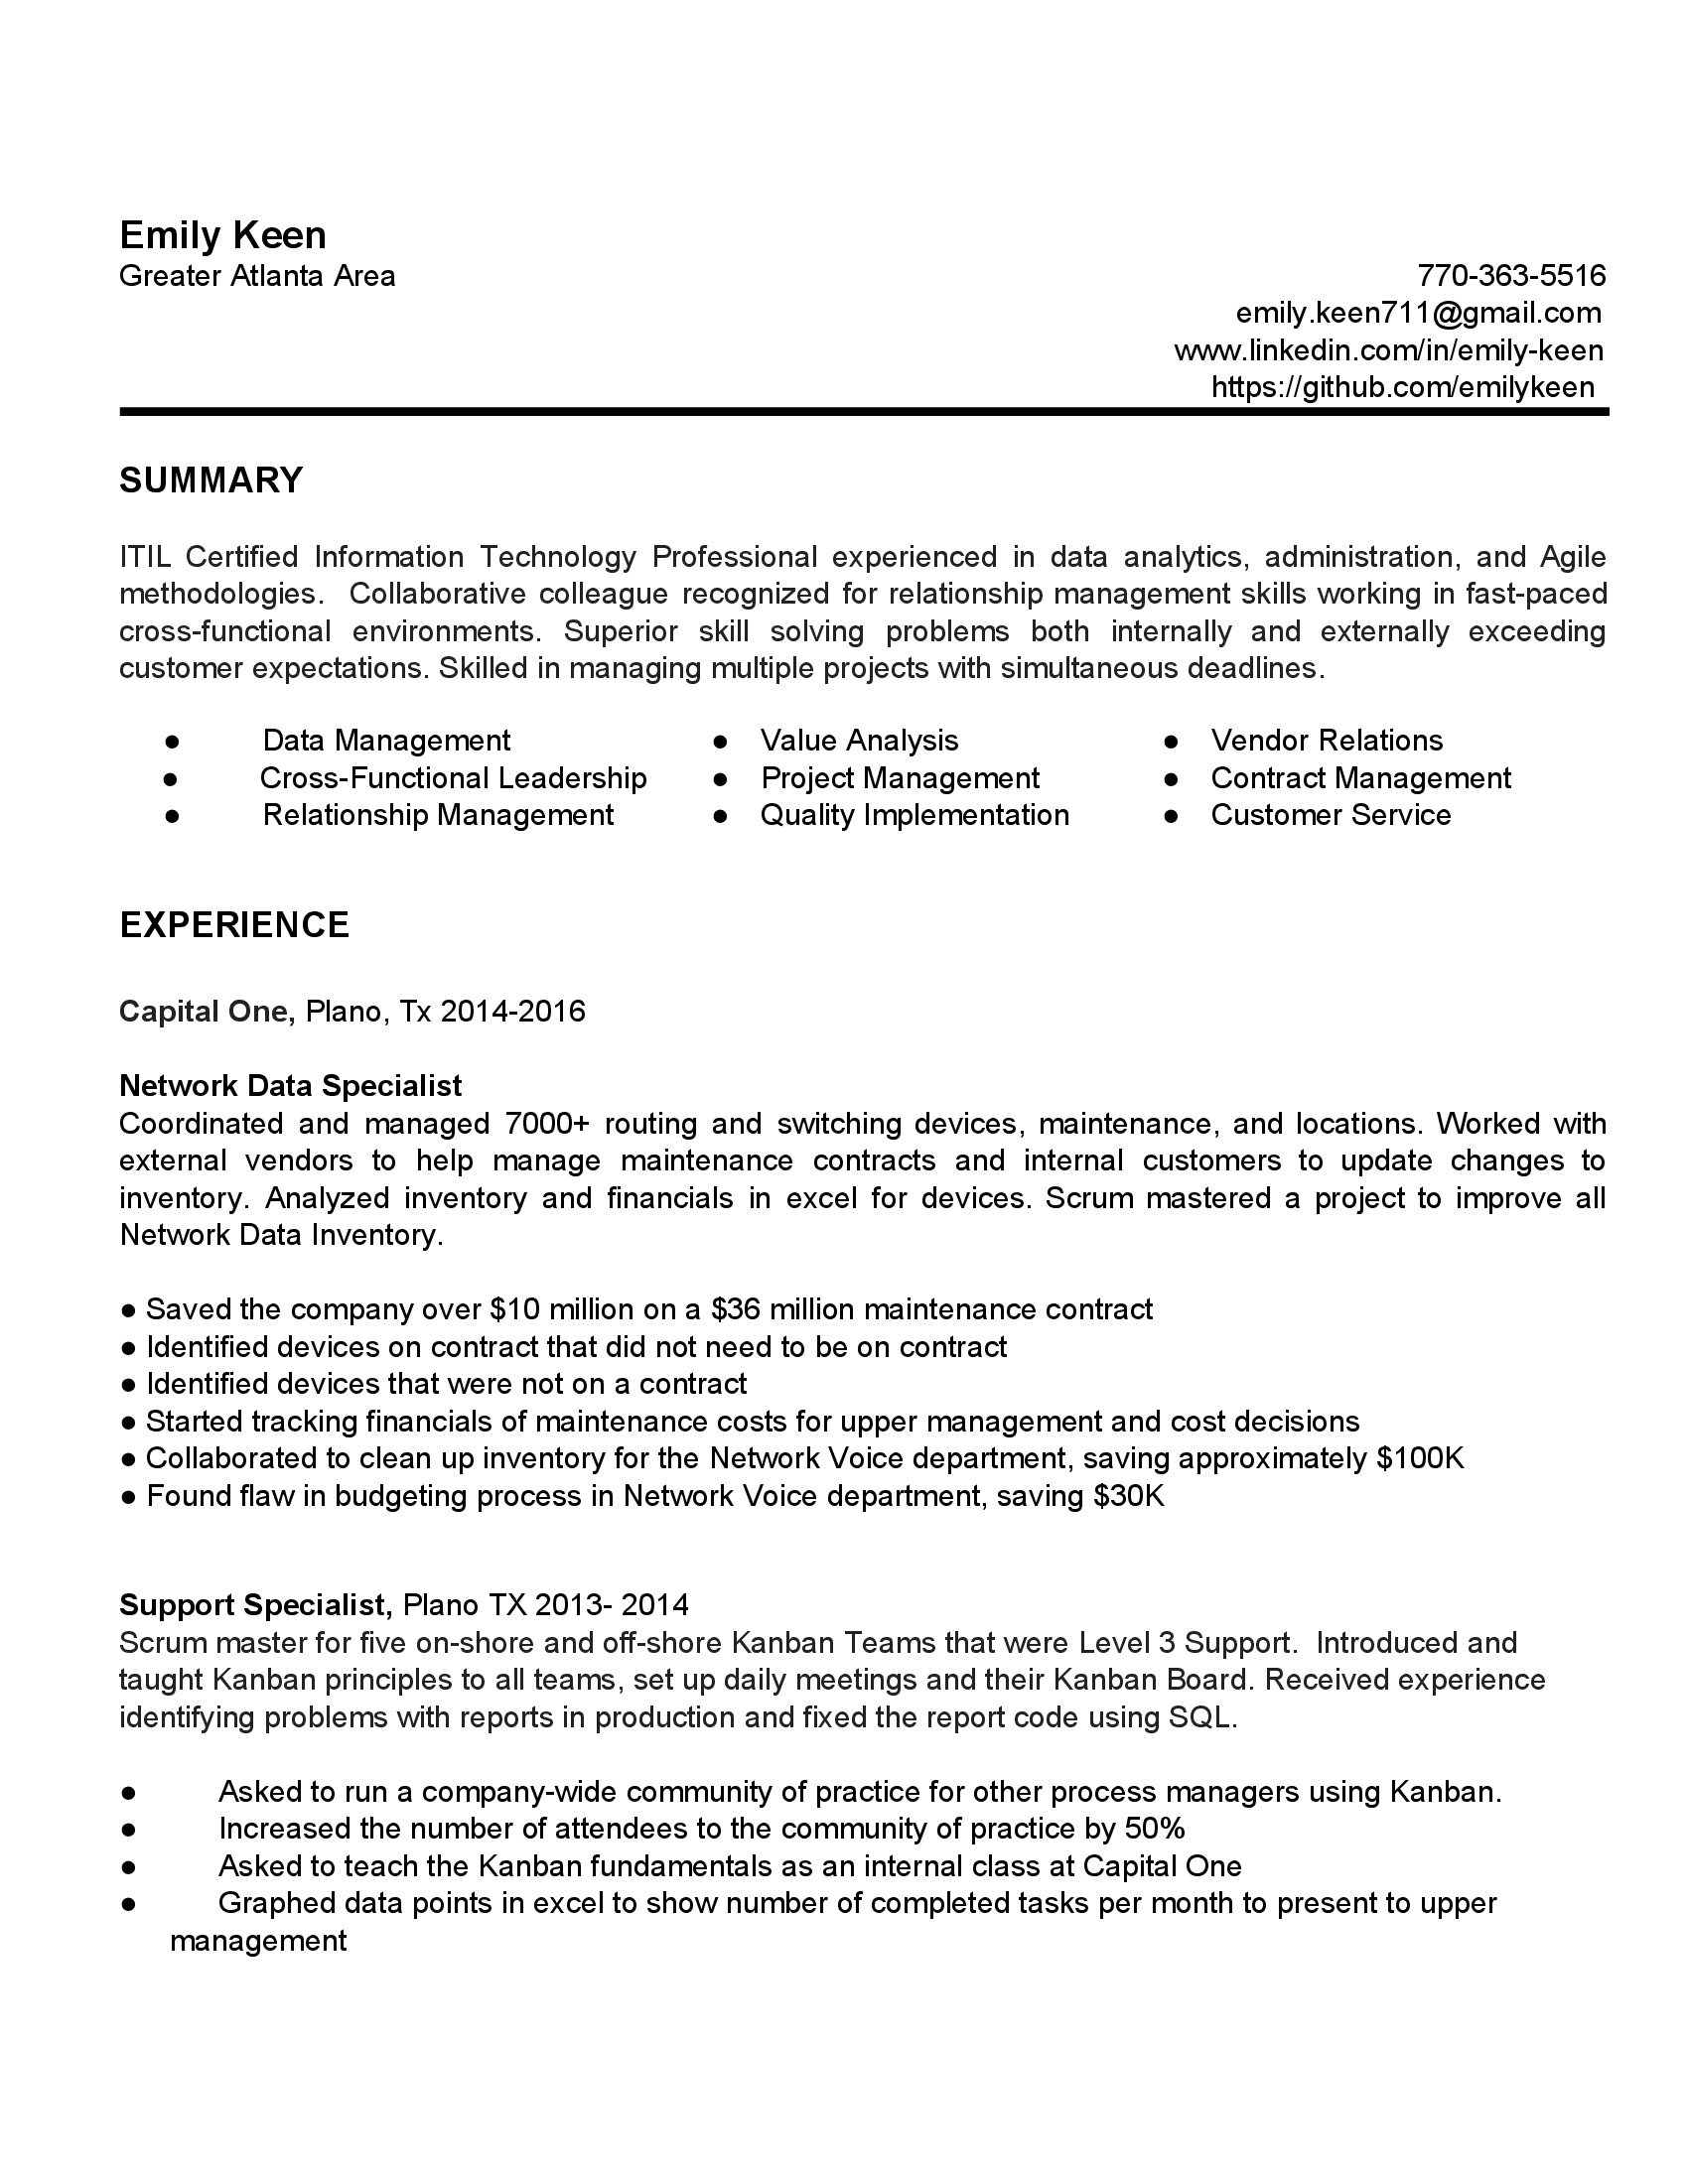 Emily Keen
Greater Atlanta Area 770-363-5516
emily.keen711@gmail.com
www.linkedin.com/in/emily-keen
https://github.com/emilykeen
SUMMARY
ITIL Certified Information Technology Professional experienced in data analytics, administration, and Agile
methodologies.  Collaborative colleague recognized for relationship management skills working in fast-paced
cross-functional environments. Superior skill solving problems both internally and externally exceeding
customer expectations. Skilled in managing multiple projects with simultaneous deadlines.
● Data Management ● Value Analysis ● Vendor Relations
● Cross-Functional Leadership ● Project Management ● Contract Management
● Relationship Management ● Quality Implementation ● Customer Service
EXPERIENCE
Capital One, Plano, Tx 2014-2016
Network Data Specialist
Coordinated and managed 7000+ routing and switching devices, maintenance, and locations. Worked with
external vendors to help manage maintenance contracts and internal customers to update changes to
inventory. Analyzed inventory and financials in excel for devices. Scrum mastered a project to improve all
Network Data Inventory.
● Saved the company over $10 million on a $36 million maintenance contract
● Identified devices on contract that did not need to be on contract
● Identified devices that were not on a contract
● Started tracking financials of maintenance costs for upper management and cost decisions
● Collaborated to clean up inventory for the Network Voice department, saving approximately $100K
● Found flaw in budgeting process in Network Voice department, saving $30K
Support Specialist, Plano TX 2013- 2014
Scrum master for five on-shore and off-shore Kanban Teams that were Level 3 Support.  Introduced and
taught Kanban principles to all teams, set up daily meetings and their Kanban Board. Received experience
identifying problems with reports in production and fixed the report code using SQL.
● Asked to run a company-wide community of practice for other process managers using Kanban.
● Increased the number of attendees to the community of practice by 50%
● Asked to teach the Kanban fundamentals as an internal class at Capital One
● Graphed data points in excel to show number of completed tasks per month to present to upper
management